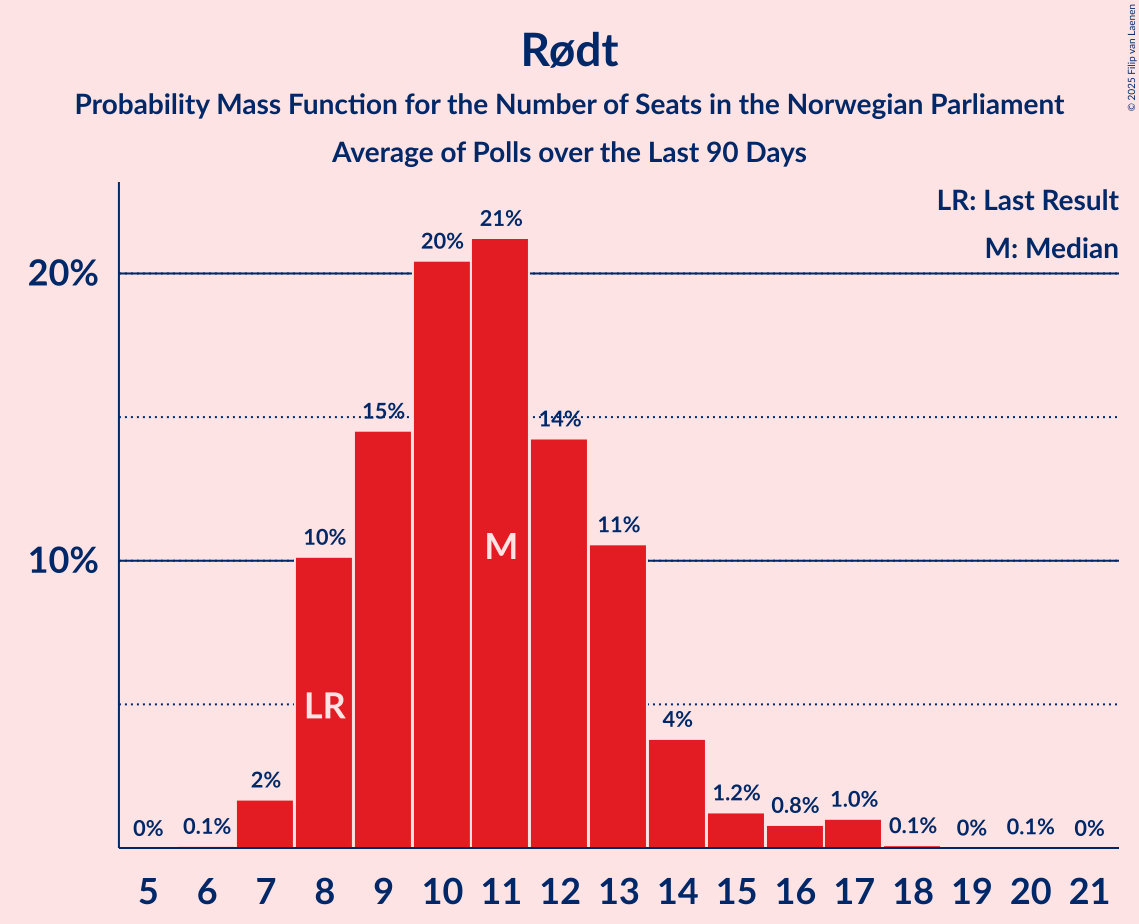 Rødt
Probability Mass Function for the Number of Seats in the Norwegian Parliament
Average of Polls over the Last 90 Days
© 2025 Filip van Laenen
LR: Last Result
M: Median
20%
10%
0%
0.1%
2%
10%
15%
20%
21%
14%
11%
4%
1.2%
0.8%
1.0%
0.1%
0%
0.1%
0%
LR
M
5 6 7 8 9 10 11 12 13 14 15 16 17 18 19 20 21